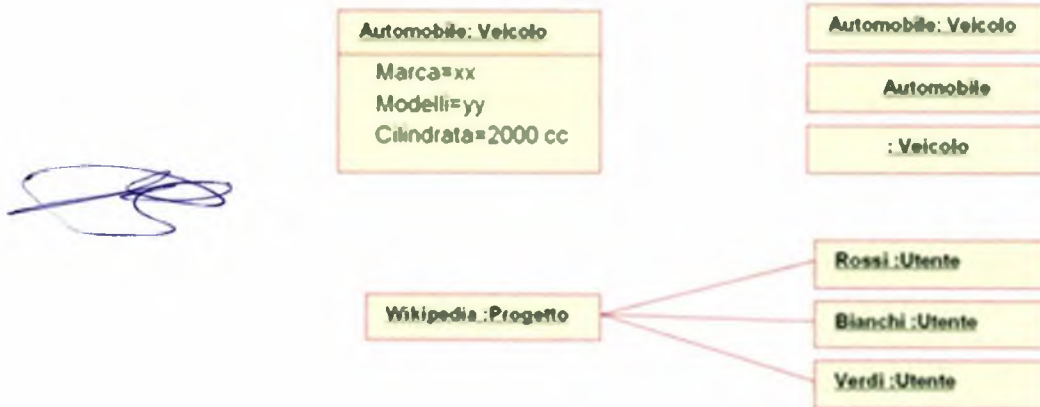 Automobile: Veicolo
Marca=xx
Modelli=yy
Cilindrata=2000 cc
Automobile: Veicolo
Automobile
: Veicolo
Wikipedia :Progetto
Rossi :Utente
Bianchi :Utente
Verdi :Utente